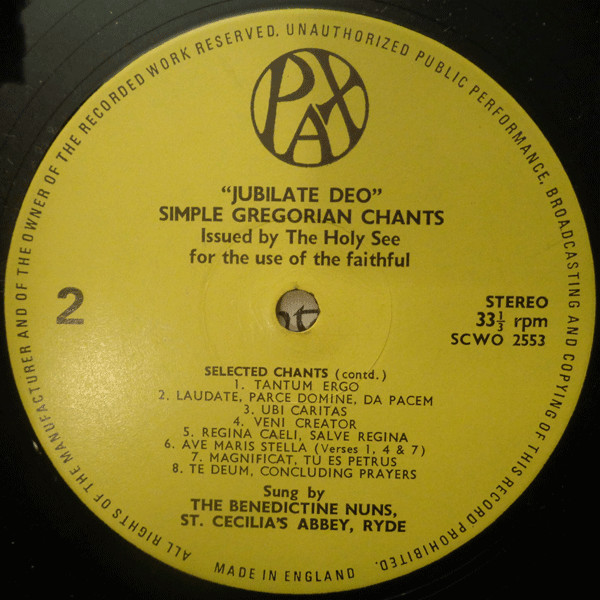 ALL RIGHTS OF THE MANUFACTURER AND OF THE OWNER OF THE RECORDED WORK RESERVED. UNAUTHORIZED PUBLIC PERFORMANCE, BROADCASTING AND COPYING OF THIS RECORD PROHIBITED.
PAX
"JUBILATE DEO"
SIMPLE GREGORIAN CHANTS
Issued by The Holy See
for the use of the faithful
2
STEREO
33⅓ rpm
SCWO 2553
SELECTED CHANTS (contd.)
1. TANTUM ERGO
2. LAUDATE, PARCE DOMINE, DA PACEM
3. UBI CARITAS
4. VENI CREATOR
5. REGINA CAELI, SALVE REGINA
6. AVE MARIS STELLA (Verses 1, 4 & 7)
7. MAGNIFICAT, TU ES PETRUS
8. TE DEUM, CONCLUDING PRAYERS
Sung by
THE BENEDICTINE NUNS,
ST. CECILIA'S ABBEY, RYDE
MADE IN ENGLAND